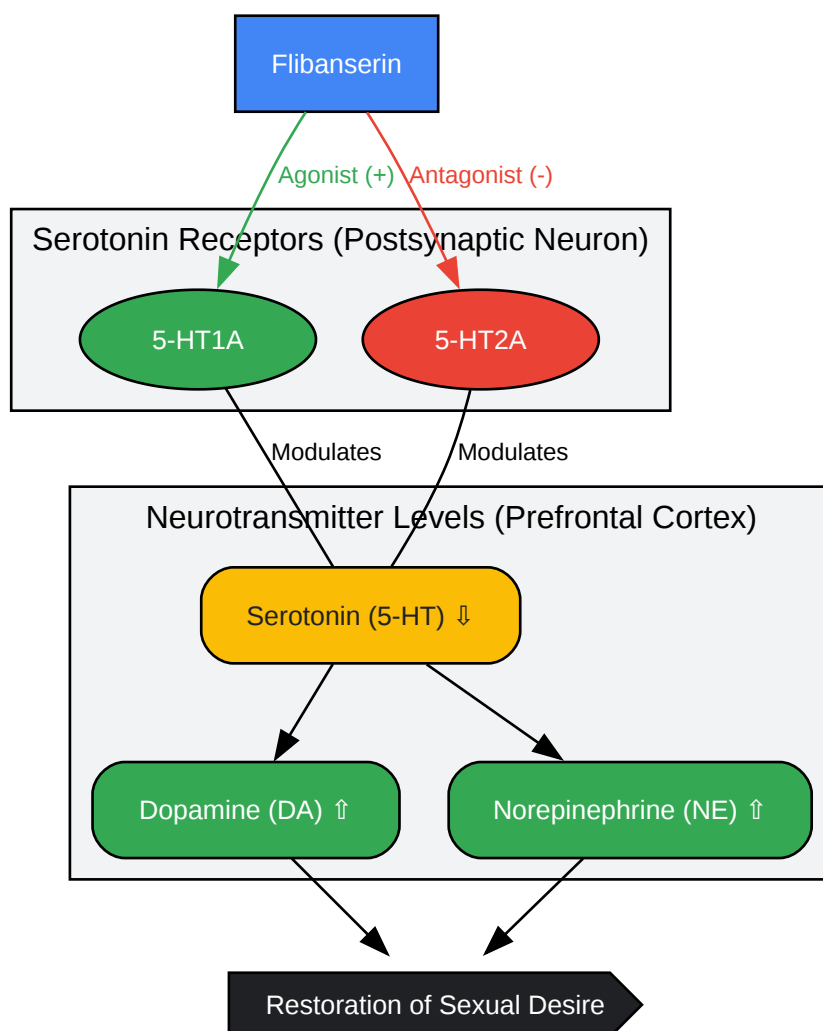 Flibanserin
Agonist (+)
Antagonist (-)
Serotonin Receptors (Postsynaptic Neuron)
5-HT1A
5-HT2A
Modulates
Modulates
Neurotransmitter Levels (Prefrontal Cortex)
Serotonin (5-HT) ⇩
Dopamine (DA) ⇧
Norepinephrine (NE) ⇧
Restoration of Sexual Desire